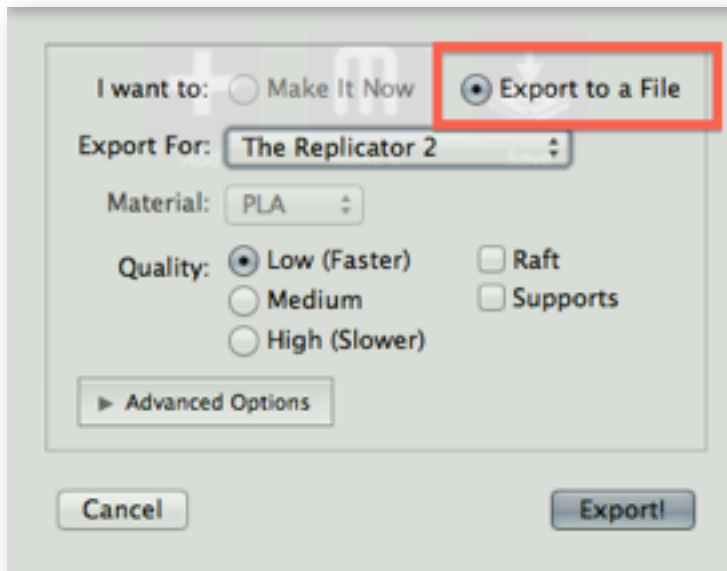 I want to: Make It Now Export to a File
Export For: The Replicator 2
Material: PLA
Quality: Low (Faster) Raft
Medium Supports
High (Slower)
Advanced Options
Cancel Export!